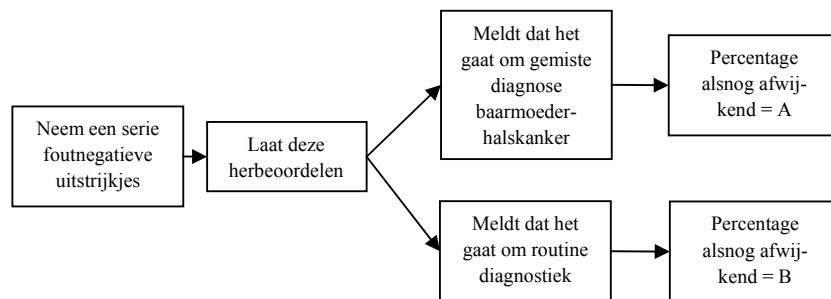 Neem een serie
foutnegatieve
uitstrijkjes
Laat deze
herbeoordelen
Meldt dat het
gaat om gemiste
diagnose
baarmoeder-
halskanker
Percentage
alsnog afwij-
kend = A
Meldt dat het
gaat om routine
diagnostiek
Percentage
alsnog afwij-
kend = B